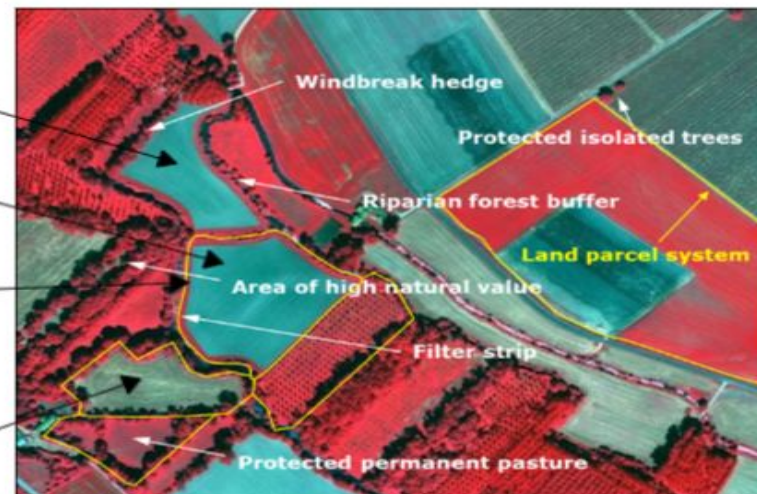 Windbreak hedge
Protected isolated trees
Riparian forest buffer
Land parcel system
Area of high natural value
Filter strip
Protected permanent pasture